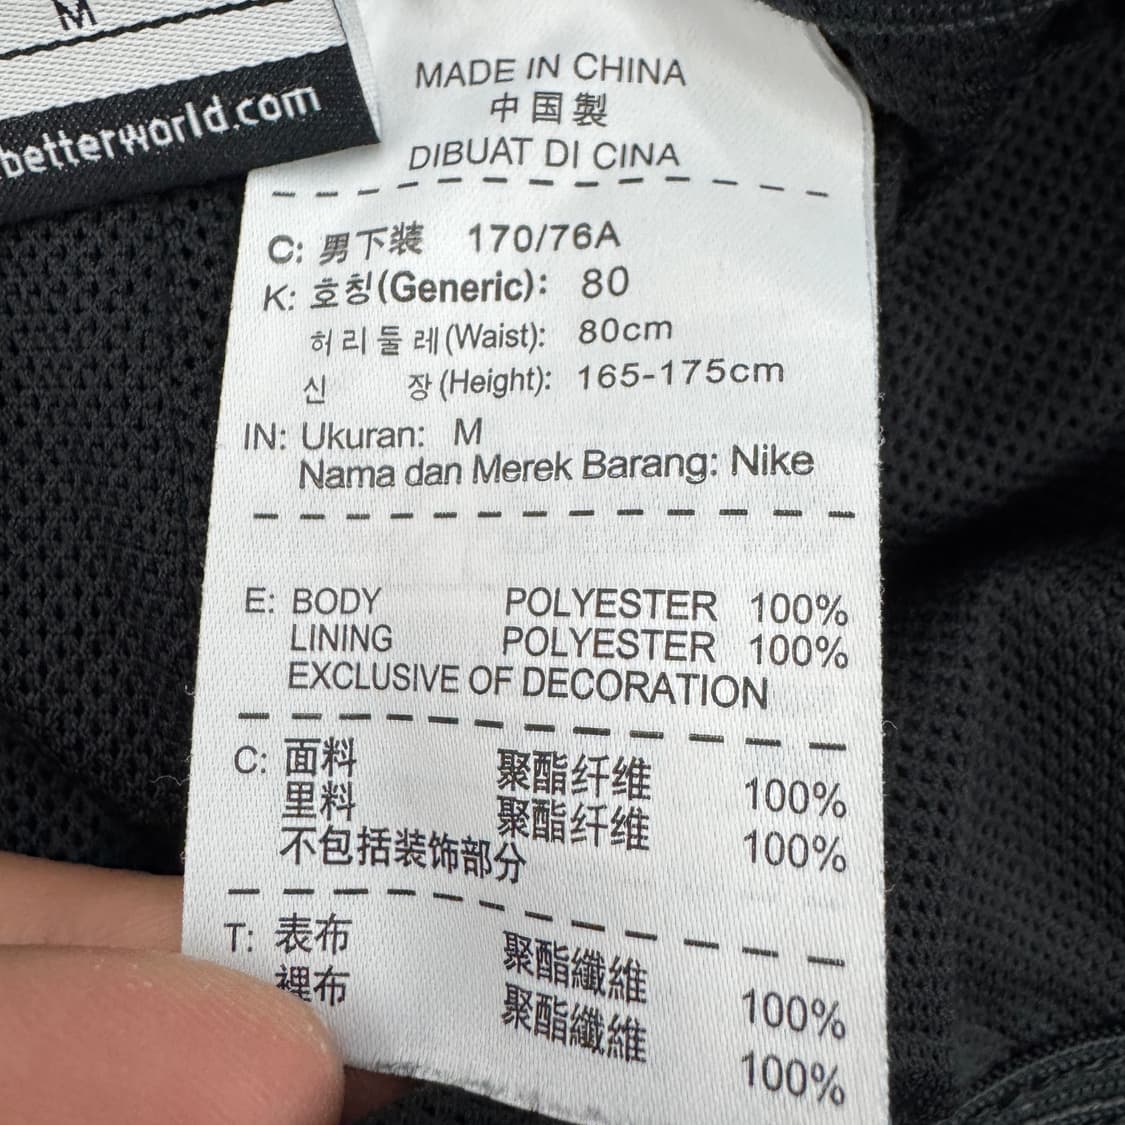 M
betterworld.com
MADE IN CHINA
中国製
DIBUAT DI CINA
C: 男下装 170/76A
K: 호칭(Generic): 80
허리둘레(Waist): 80cm
신 장(Height): 165-175cm
IN: Ukuran: M
Nama dan Merek Barang: Nike
E: BODY POLYESTER 100%
LINING POLYESTER 100%
EXCLUSIVE OF DECORATION
C: 面料 聚酯纤维 100%
里料 聚酯纤维 100%
不包括装饰部分
T: 表布 聚酯纖維 100%
裡布 聚酯纖維 100%